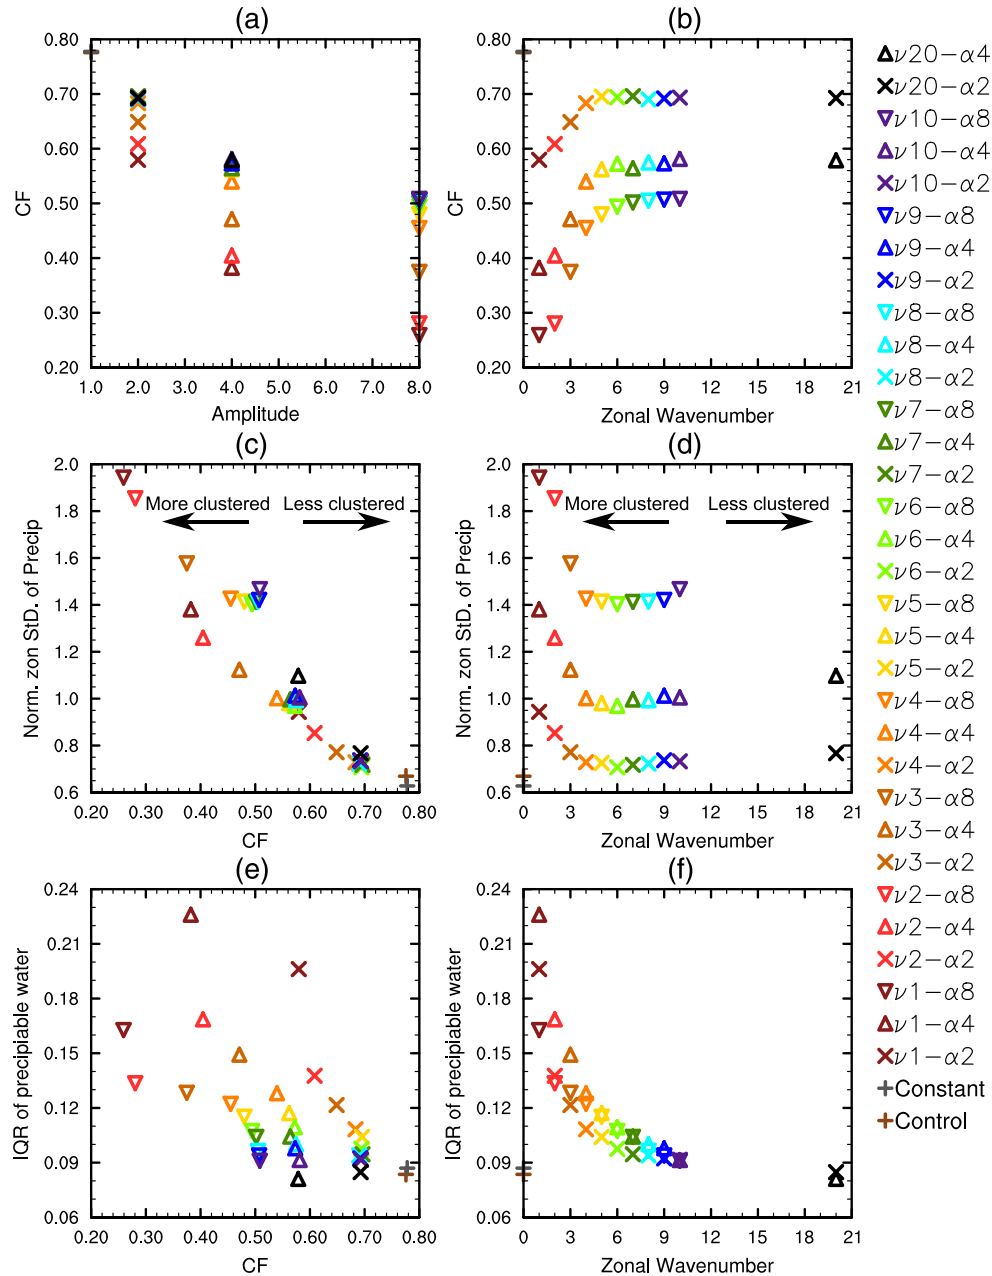 (a)
0.80
0.70
0.60
0.50
0.40
0.30
0.20
CF
1.0 2.0 3.0 4.0 5.0 6.0 7.0 8.0
Amplitude
(b)
0.80
0.70
0.60
0.50
0.40
0.30
0.20
CF
0 3 6 9 12 15 18 21
Zonal Wavenumber
(c)
2.0
1.8
1.6
1.4
1.2
1.0
0.8
0.6
Norm. zon StD. of Precip
More clustered
Less clustered
0.20 0.30 0.40 0.50 0.60 0.70 0.80
CF
(d)
2.0
1.8
1.6
1.4
1.2
1.0
0.8
0.6
Norm. zon StD. of Precip
More clustered
Less clustered
0 3 6 9 12 15 18 21
Zonal Wavenumber
(e)
0.24
0.21
0.18
0.15
0.12
0.09
0.06
IQR of precipiable water
0.20 0.30 0.40 0.50 0.60 0.70 0.80
CF
(f)
0.24
0.21
0.18
0.15
0.12
0.09
0.06
IQR of precipiable water
0 3 6 9 12 15 18 21
Zonal Wavenumber
ν20−α4
ν20−α2
ν10−α8
ν10−α4
ν10−α2
ν9−α8
ν9−α4
ν9−α2
ν8−α8
ν8−α4
ν8−α2
ν7−α8
ν7−α4
ν7−α2
ν6−α8
ν6−α4
ν6−α2
ν5−α8
ν5−α4
ν5−α2
ν4−α8
ν4−α4
ν4−α2
ν3−α8
ν3−α4
ν3−α2
ν2−α8
ν2−α4
ν2−α2
ν1−α8
ν1−α4
ν1−α2
Constant
Control